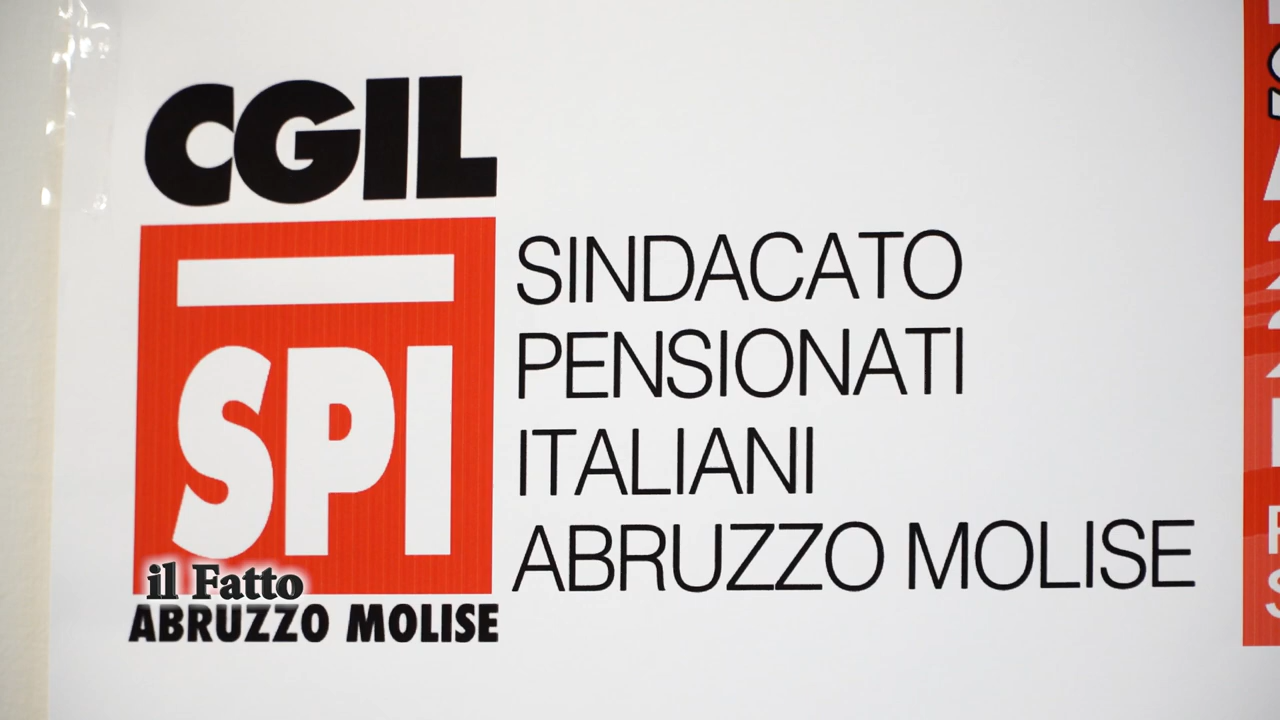 CGIL
SPI
SINDACATO
PENSIONATI
ITALIANI
ABRUZZO MOLISE
il Fatto
ABRUZZO MOLISE